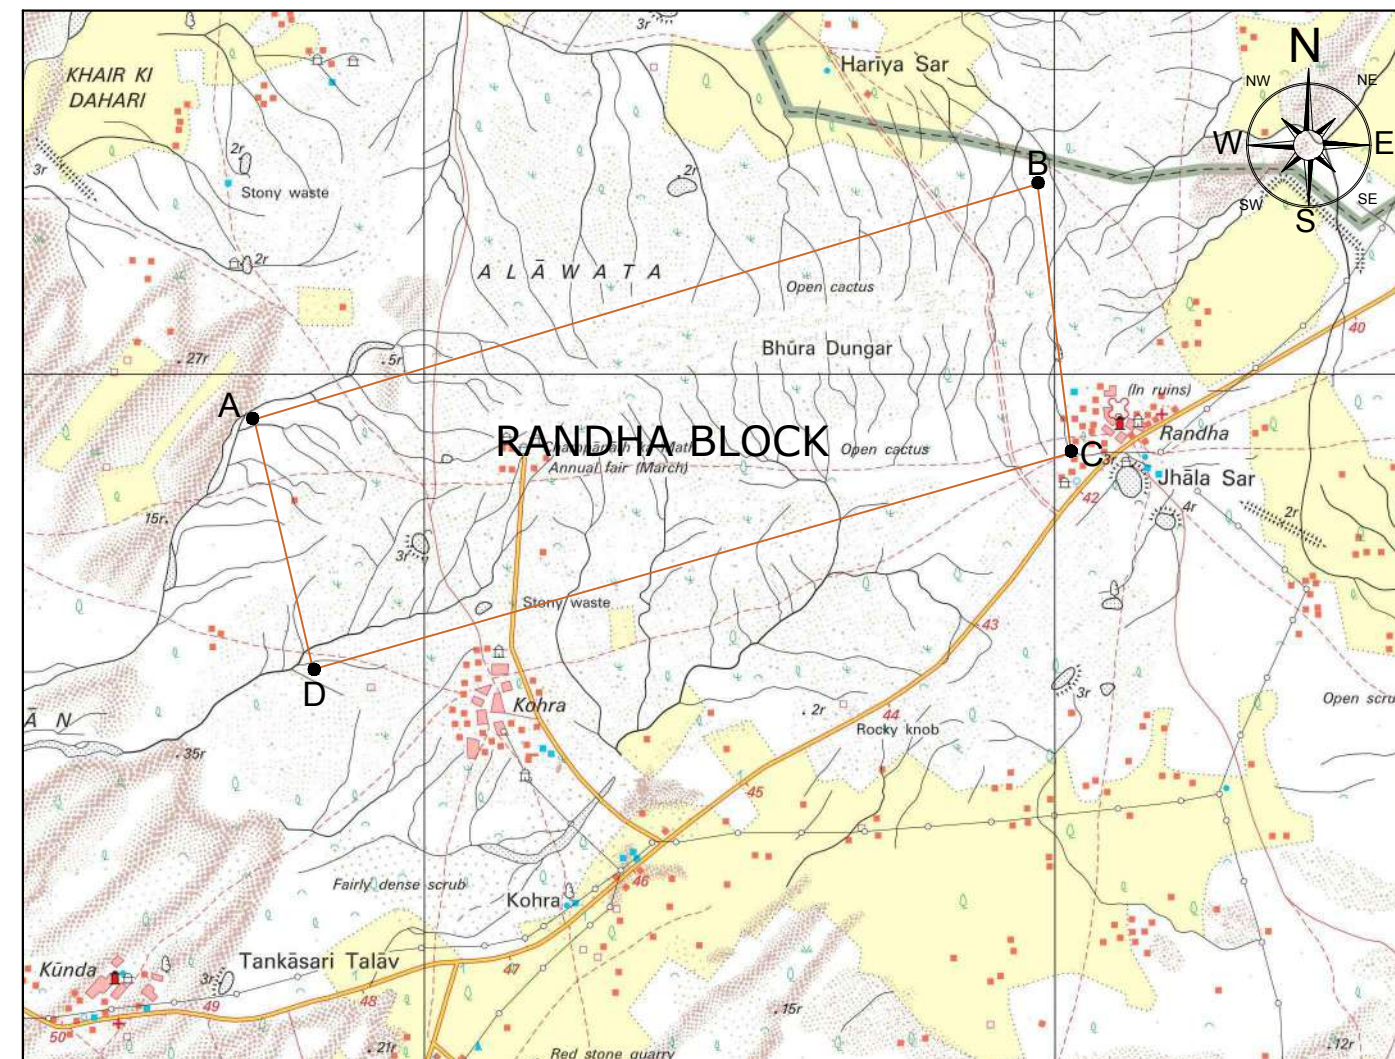 3r
N
Harīya Sar
KHAIR KI
DAHARI
NW
NE
W
E
2r
3r
B
2r
Stony waste
SW
SE
S
2r
ALĀWATA
Open cactus
40
Bhūra Dungar
27r
5r
(In ruins)
A
RANDHA BLOCK
Randha
Open cactus
C
3r
Annual fair (March)
Jhāla Sar
42
15r
4r
2r
3r
Stony waste
43
D
3r
Open scru
Kohra
ĀN
2r
44
Rocky knob
35r
45
46
Fairly dense scrub
Kohra
Tankāsari Talāv
Kūnda
3r
47
48
49
50
15r
21r
Red stone quarry
12r